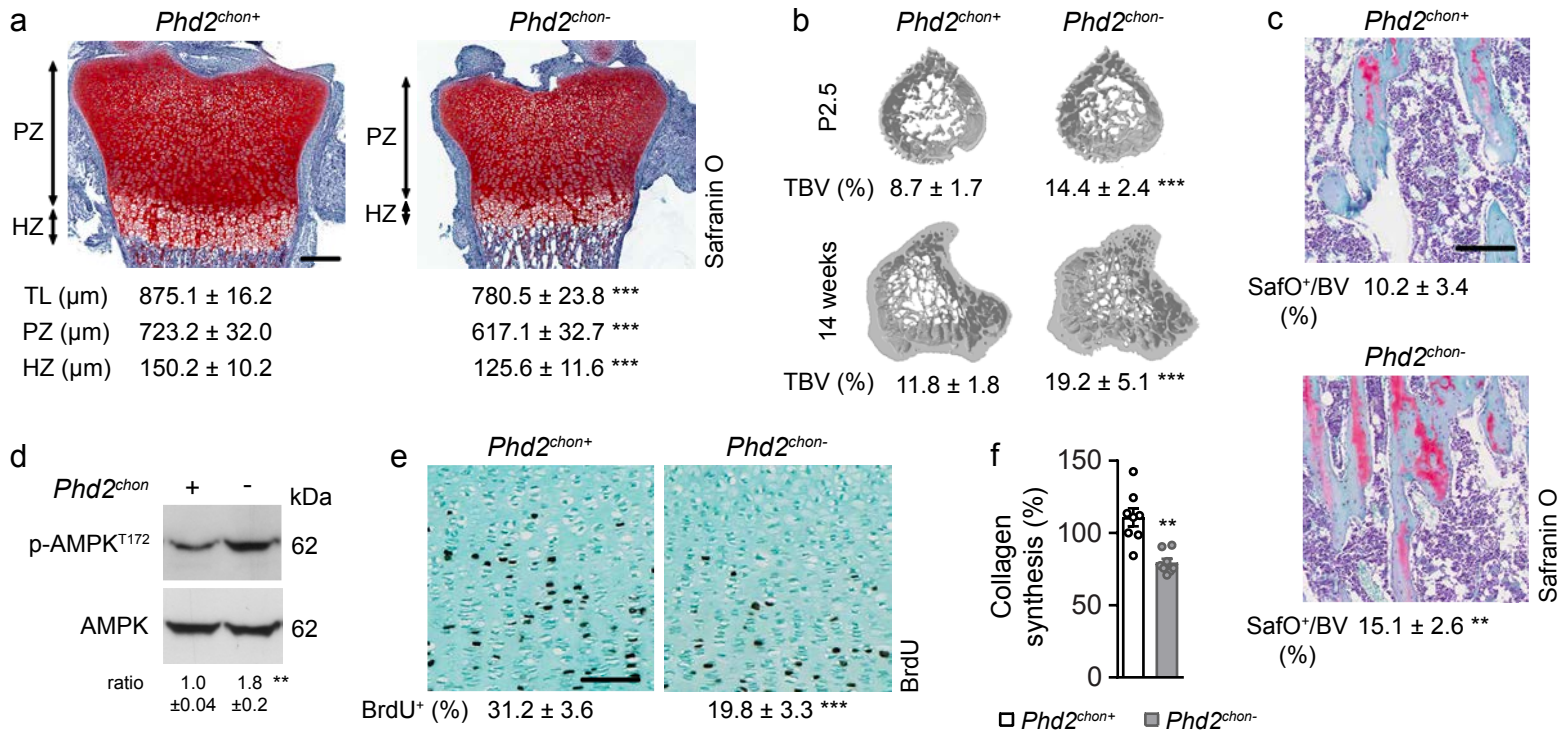 a
Phd2chon+
Phd2chon-
PZ
HZ
PZ
HZ
Safranin O
TL (µm) 875.1 ± 16.2 780.5 ± 23.8 ***
PZ (µm) 723.2 ± 32.0 617.1 ± 32.7 ***
HZ (µm) 150.2 ± 10.2 125.6 ± 11.6 ***
b
Phd2chon+
Phd2chon-
P2.5
TBV (%) 8.7 ± 1.7 14.4 ± 2.4 ***
14 weeks
TBV (%) 11.8 ± 1.8 19.2 ± 5.1 ***
c
Phd2chon+
SafO+/BV 10.2 ± 3.4
(%)
Phd2chon-
Safranin O
SafO+/BV 15.1 ± 2.6 **
(%)
d
Phd2chon + - kDa
p-AMPKT172 62
AMPK 62
ratio 1.0 1.8 **
±0.04 ±0.2
e
Phd2chon+
Phd2chon-
BrdU
BrdU+ (%) 31.2 ± 3.6 19.8 ± 3.3 ***
f
Collagen
synthesis (%)
150
100
50
0
**
Phd2chon+ Phd2chon-